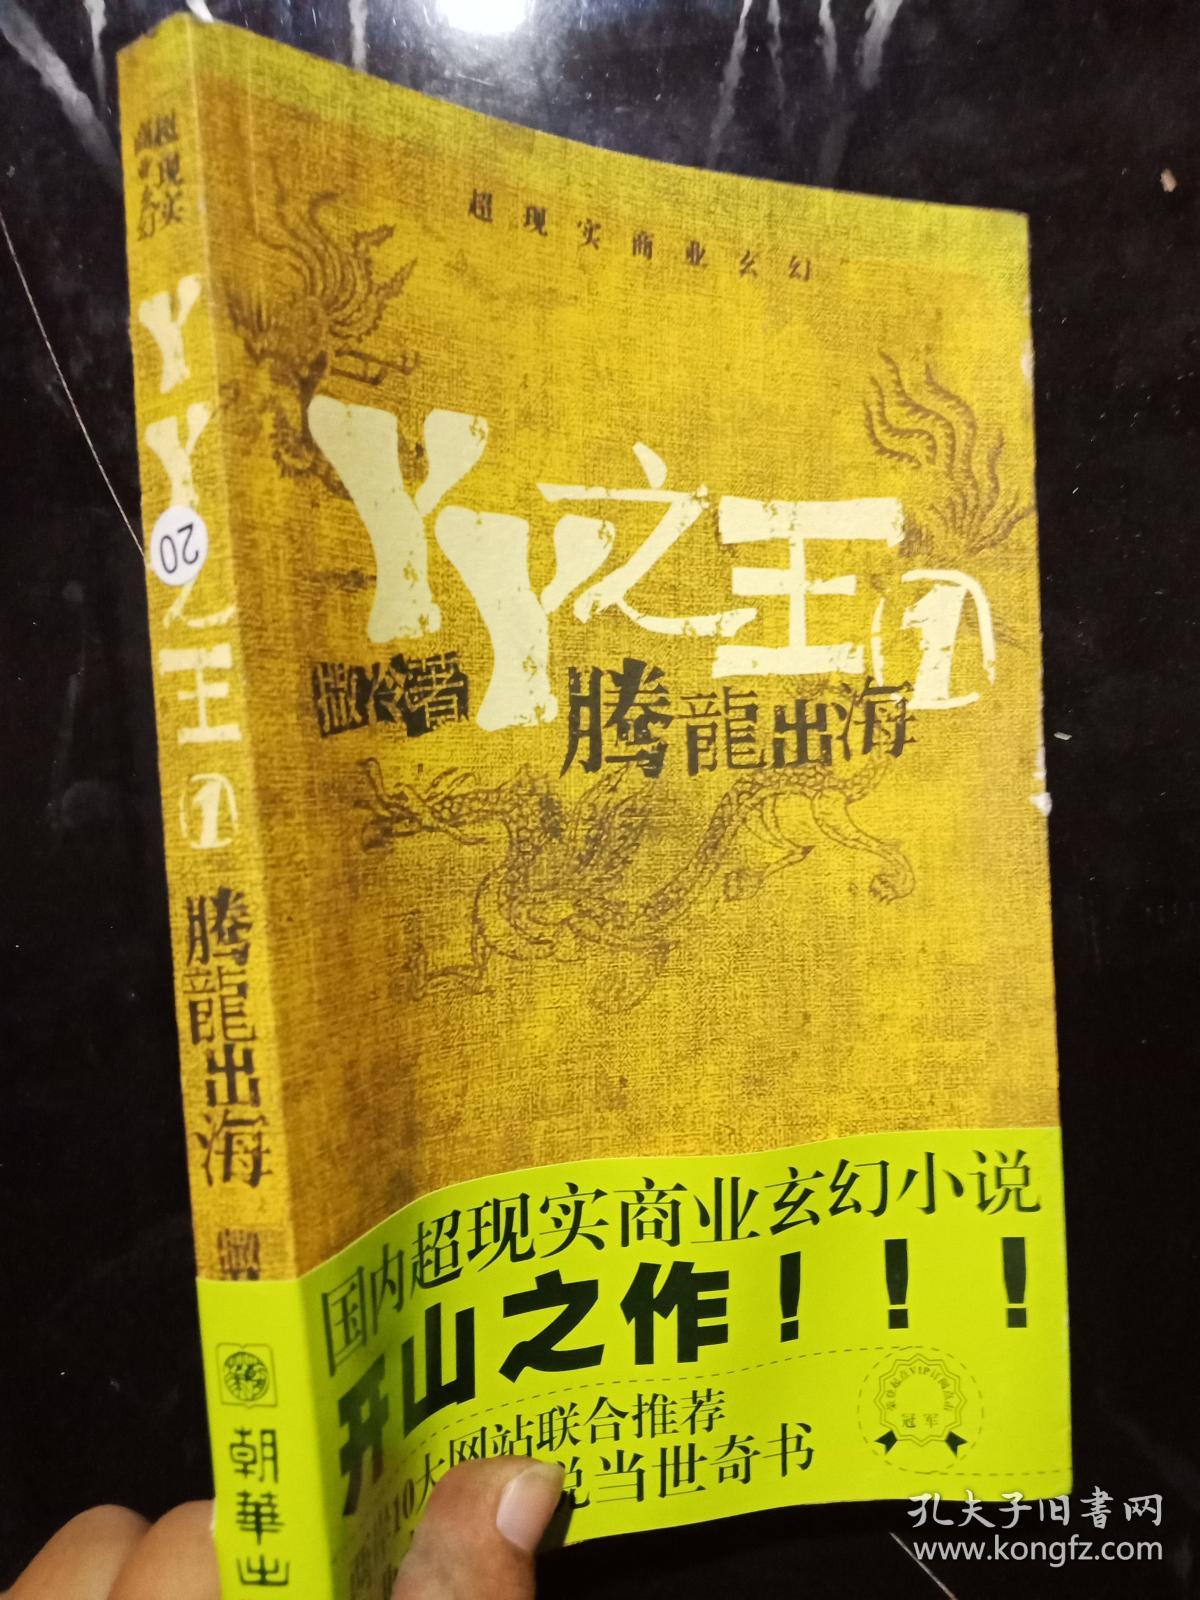 超现实
商业玄幻
YY之王①
20
腾龍出海
撒
朝華出
超现实商业玄幻
YY之王①
撒冷著
腾龍出海
国内超现实商业玄幻小说
开山之作！！！
10大网站联合推荐
说当世奇书
冠军
孔夫子旧書网
www.kongfz.com